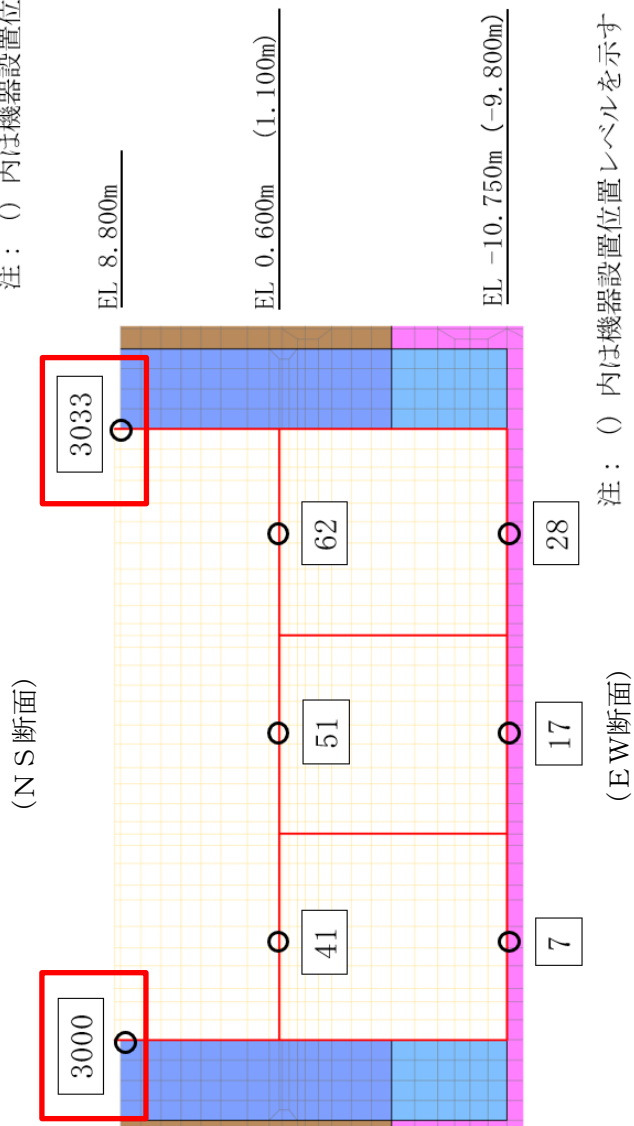 注：（）内は機器設置位
（ＮＳ断面）
3000
3033
EL 8.800m
41
51
62
EL 0.600m （1.100m）
7
17
28
EL -10.750m（-9.800m）
（ＥＷ断面）
注：（）内は機器設置位置レベルを示す